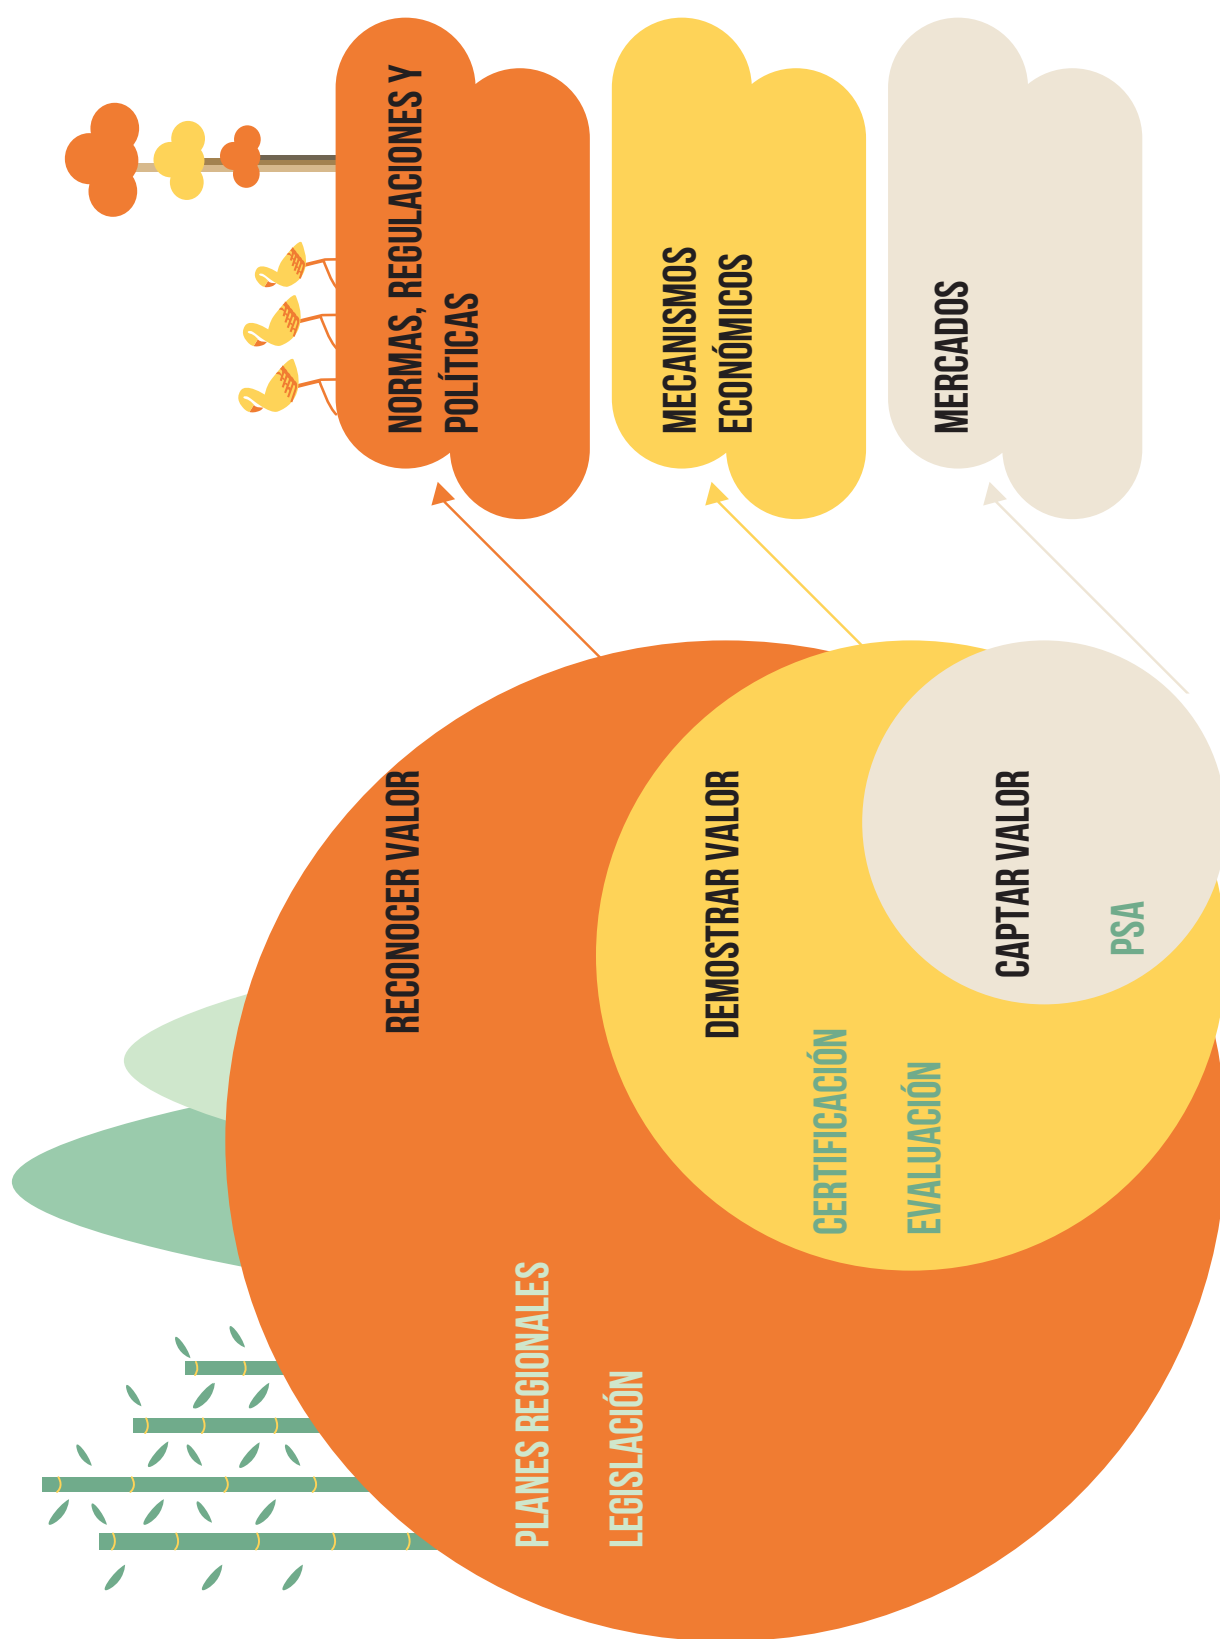 RECONOCER VALOR
PLANES REGIONALES
LEGISLACIÓN
DEMOSTRAR VALOR
CERTIFICACIÓN
EVALUACIÓN
CAPTAR VALOR
PSA
NORMAS, REGULACIONES Y
POLÍTICAS
MECANISMOS
ECONÓMICOS
MERCADOS